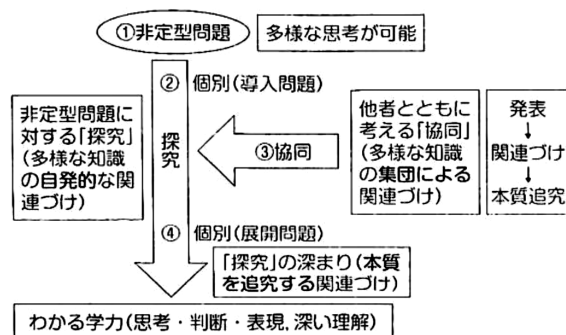 ①非定型問題
多様な思考が可能
② 個別(導入問題)
非定型問題に
対する「探究」
(多様な知識
の自発的な関
連づけ)
探究
③協同
他者とともに
考える「協同」
(多様な知識
の集団による
関連づけ)
発表
↓
関連づけ
↓
本質追究
④ 個別(展開問題)
「探究」の深まり(本質
を追究する関連づけ)
わかる学力(思考・判断・表現, 深い理解)